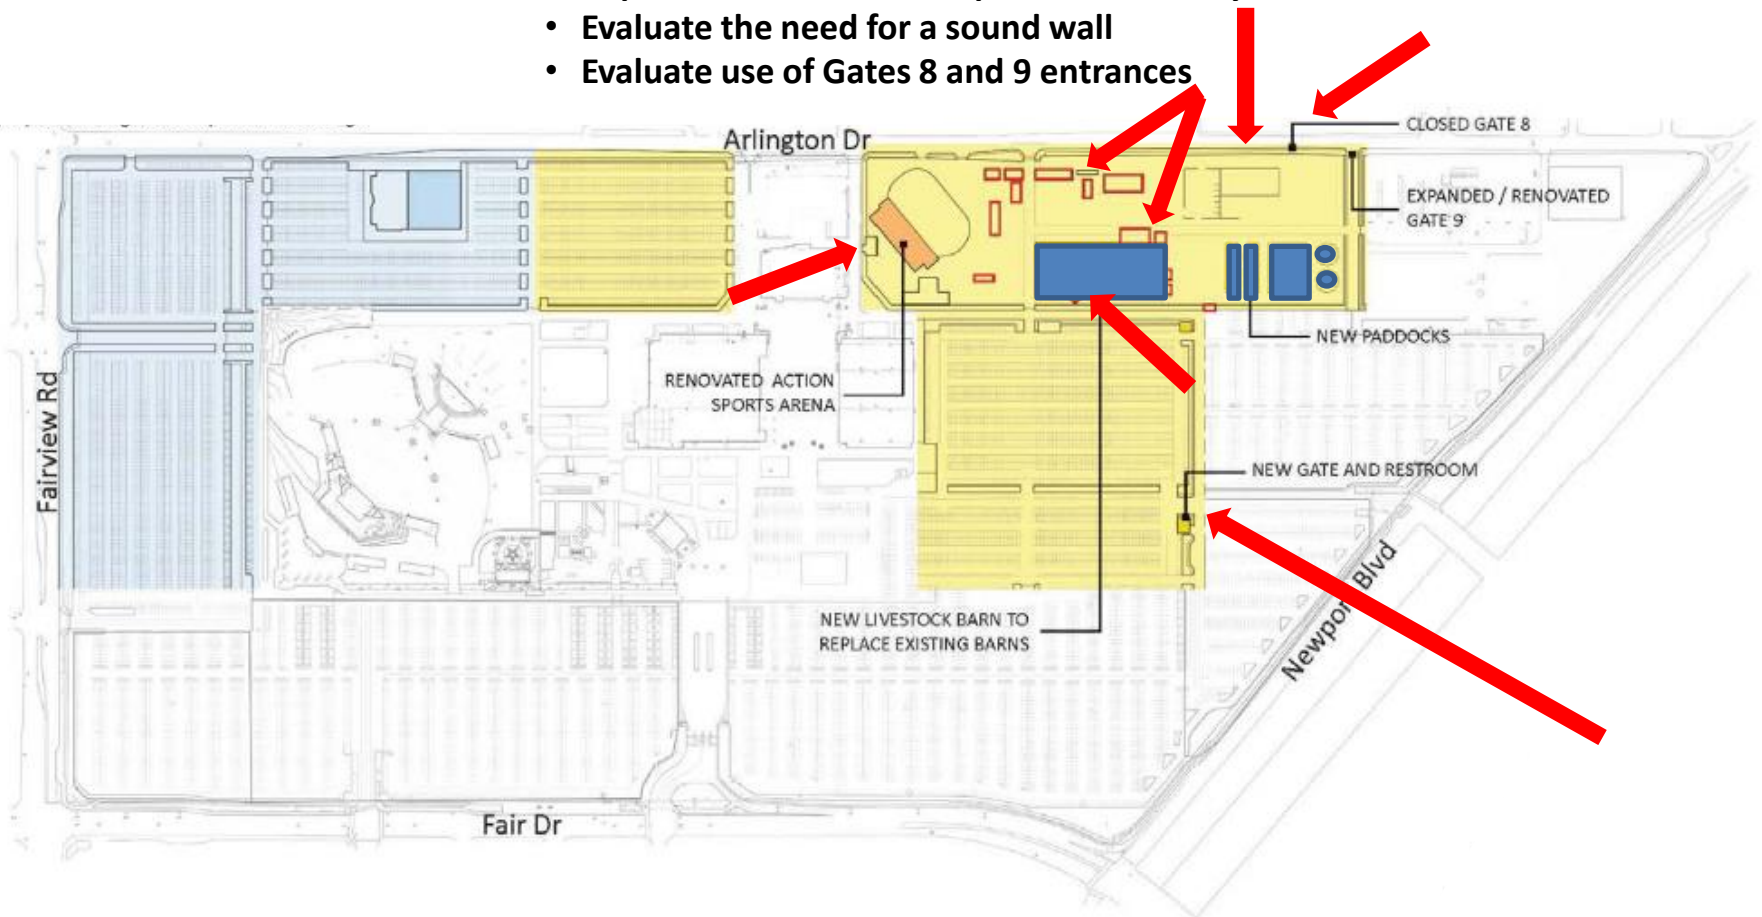 • Evaluate the need for a sound wall
• Evaluate use of Gates 8 and 9 entrances
Arlington Dr
CLOSED GATE 8
EXPANDED / RENOVATED
GATE 9
NEW PADDOCKS
RENOVATED ACTION
SPORTS ARENA
Fairview Rd
NEW GATE AND RESTROOM
Newport Blvd
NEW LIVESTOCK BARN TO
REPLACE EXISTING BARNS
Fair Dr